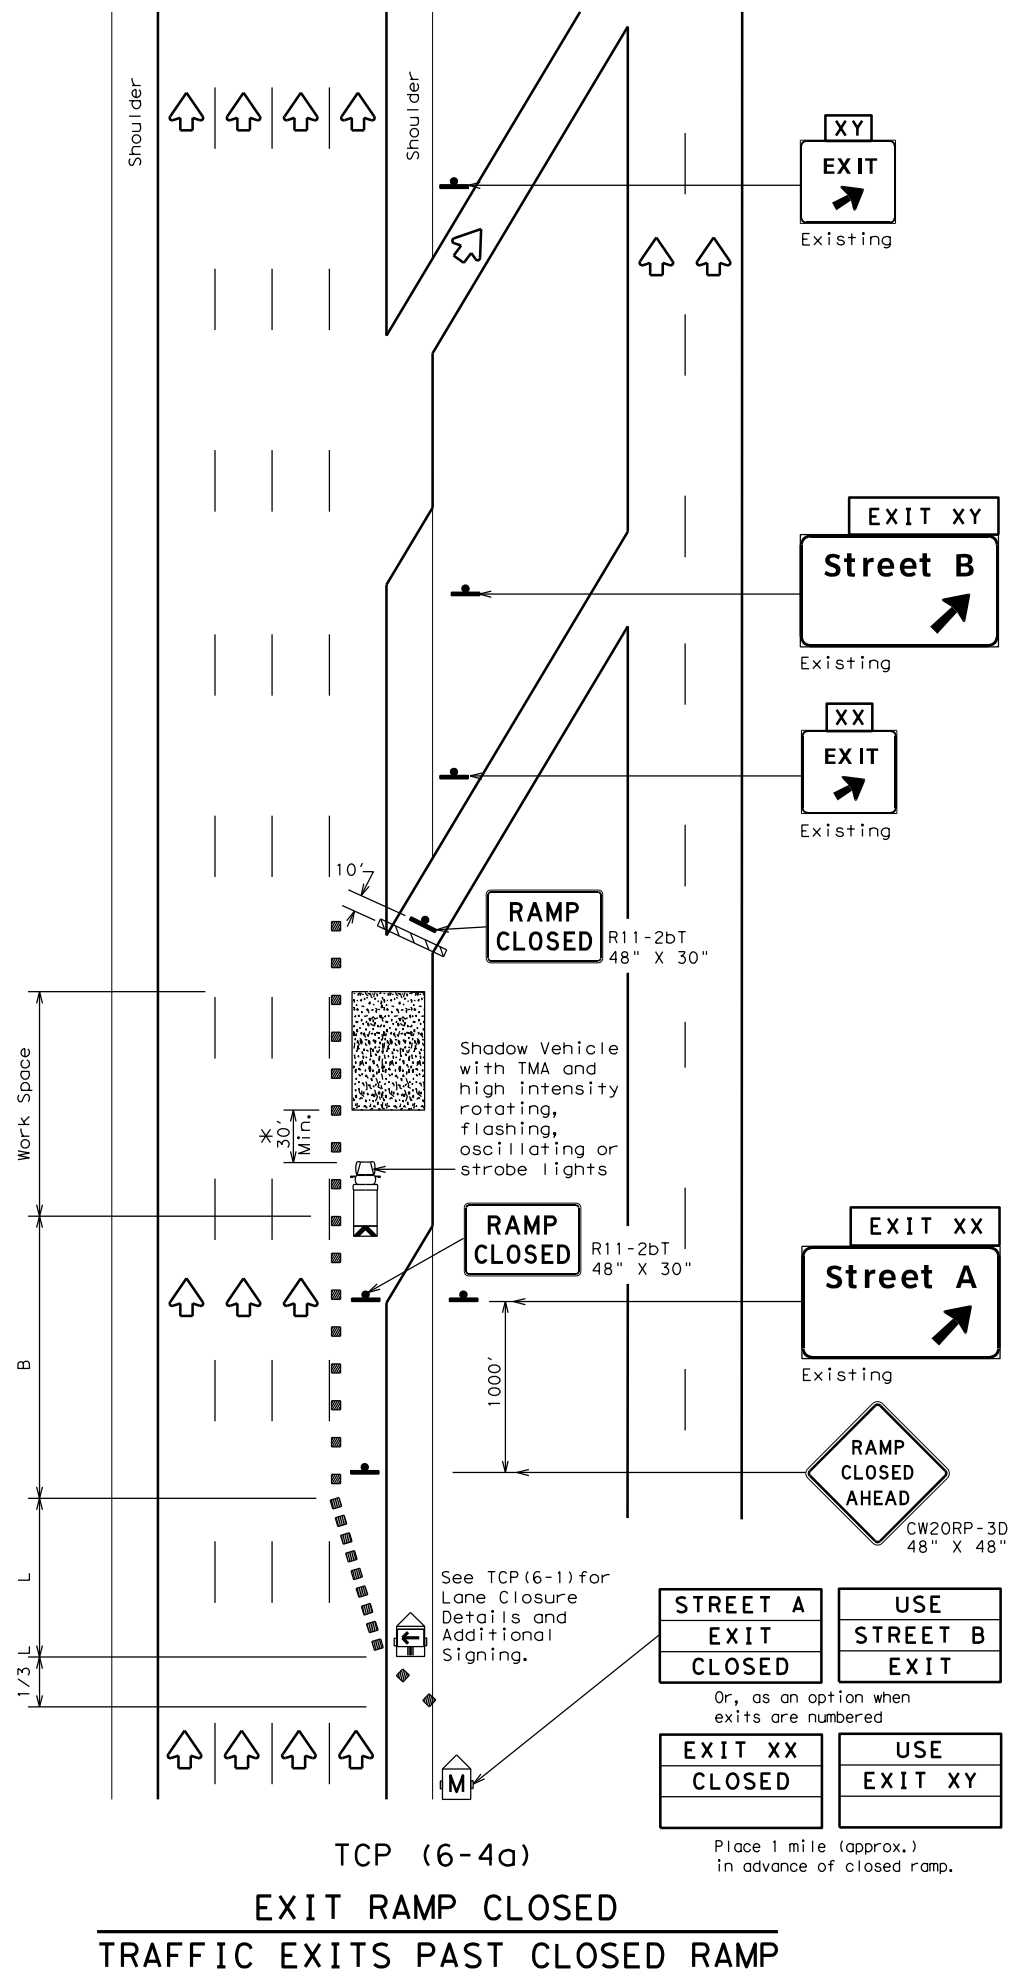 Shoulder
Shoulder
XY
EXIT
Existing
EXIT XY
Street B
Existing
XX
EXIT
Existing
10'
RAMP
CLOSED
R11-2bT
48" X 30"
Work Space
Shadow Vehicle
with TMA and
high intensity
rotating,
flashing,
oscillating or
strobe lights
*
30'
Min.
RAMP
CLOSED
R11-2bT
48" X 30"
EXIT XX
Street A
Existing
B
1000'
RAMP
CLOSED
AHEAD
CW20RP-3D
48" X 48"
L
See TCP(6-1)for
Lane Closure
Details and
Additional
Signing.
1/3 L
STREET A
EXIT
CLOSED
USE
STREET B
EXIT
Or, as an option when
exits are numbered
EXIT XX
CLOSED
USE
EXIT XY
M
Place 1 mile (approx.)
in advance of closed ramp.
TCP (6-4a)
EXIT RAMP CLOSED
TRAFFIC EXITS PAST CLOSED RAMP